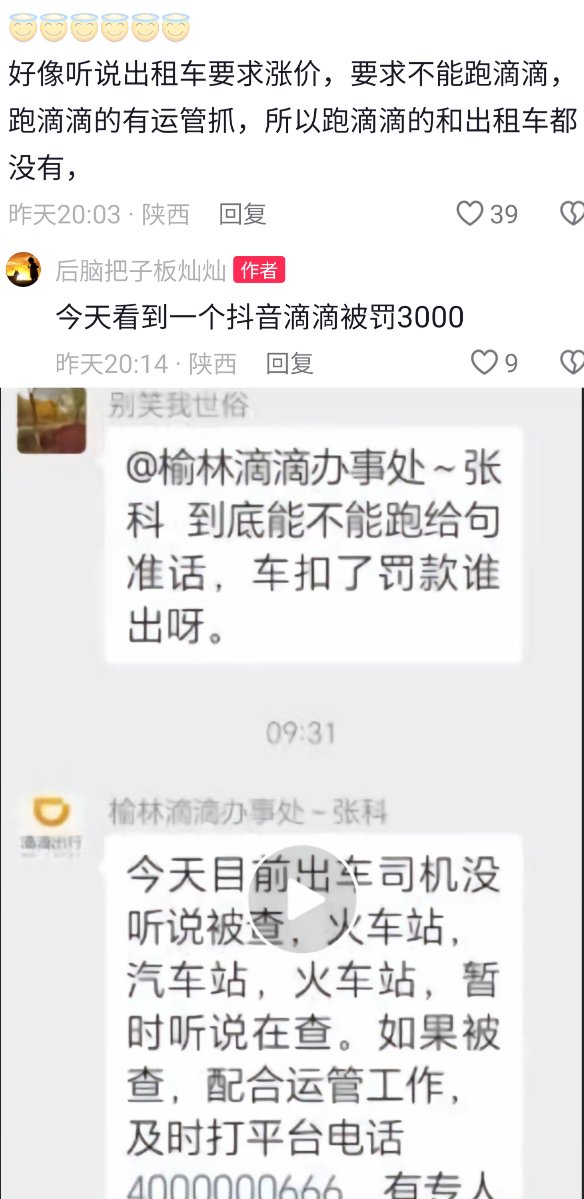 好像听说出租车要求涨价，要求不能跑滴滴，
跑滴滴的有运管抓，所以跑滴滴的和出租车都
没有，
昨天20:03 · 陕西 回复 39
后脑把子板灿灿 作者
今天看到一个抖音滴滴被罚3000
昨天20:14 · 陕西 回复 9
别笑我世俗
@榆林滴滴办事处～张
科 到底能不能跑给句
准话，车扣了罚款谁
出呀。
09:31
榆林滴滴办事处～张科
滴滴出行
今天目前出车司机没
听说被查，火车站，
汽车站，火车站，暂
时听说在查。如果被
查，配合运管工作，
及时打平台电话
4000000666，有专人